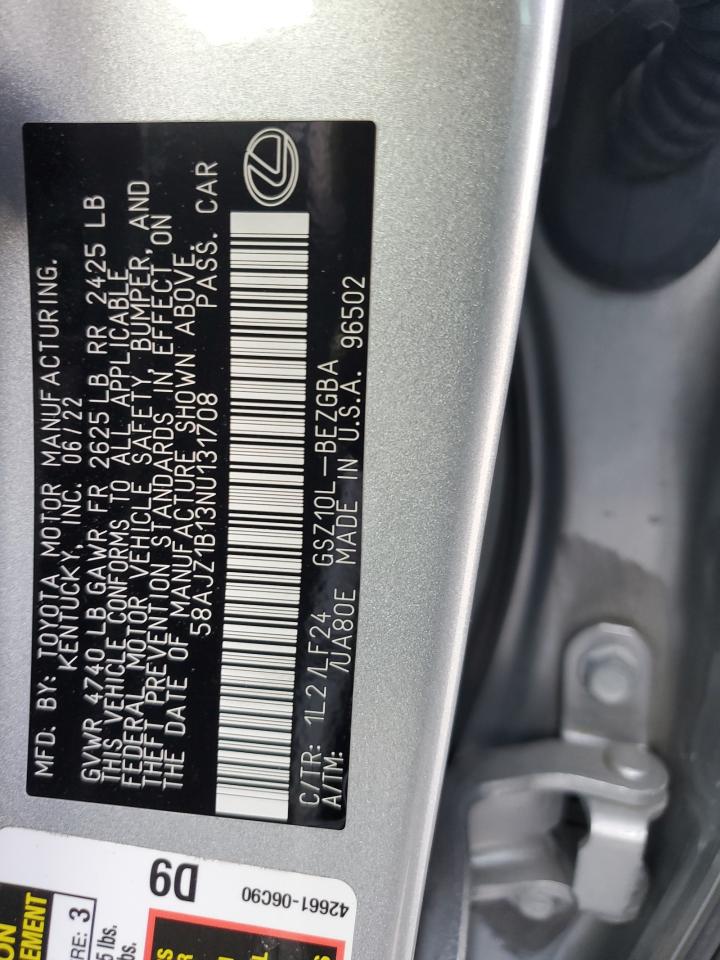 MFD. BY: TOYOTA MOTOR MANUFACTURING.
KENTUCKY, INC. 06/22
GVWR 4740 LB GAWR FR 2625 LB RR 2425 LB
THIS VEHICLE CONFORMS TO ALL APPLICABLE
FEDERAL MOTOR VEHICLE SAFETY, BUMPER, AND
THEFT PREVENTION STANDARDS IN EFFECT ON
THE DATE OF MANUFACTURE SHOWN ABOVE.
58AJZ1B13NU131708 PASS. CAR
C/TR: 1L2/LF24 GSZ10L-BEZGBA
A/TM: /UA80E MADE IN U.S.A. 96502
D9
42661-06C90
3
lbs.